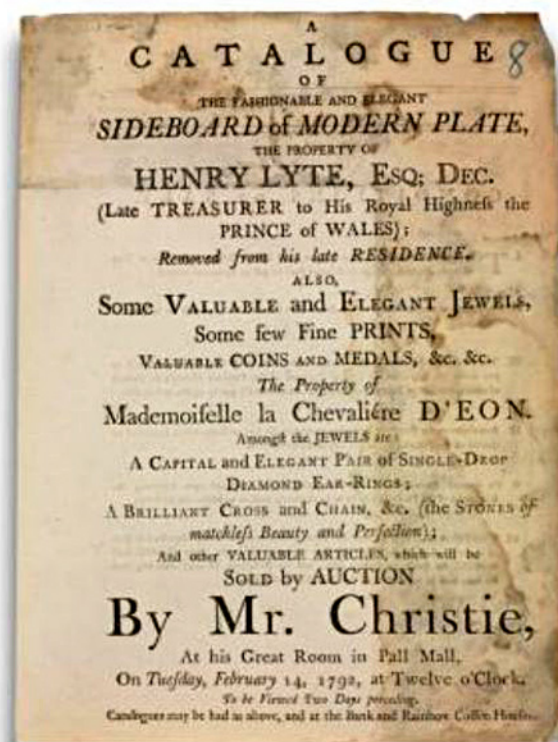 A
CATALOGUE
8
OF
THE FASHIONABLE AND ELEGANT
SIDEBOARD of MODERN PLATE,
THE PROPERTY OF
HENRY LYTE, ESQ; DEC.
(Late TREASURER to His Royal Highneſs the
PRINCE of WALES);
Removed from his late RESIDENCE.
ALSO,
Some VALUABLE and ELEGANT JEWELS,
Some few Fine PRINTS,
VALUABLE COINS AND MEDALS, &c. &c.
The Property of
Mademoiſelle la Chevaliére D'EON.
Amongſt the JEWELS are:
A CAPITAL and ELEGANT PAIR of SINGLE-DROP
DIAMOND EAR-RINGS;
A BRILLIANT CROSS and CHAIN, &c. (the STONES of
matchleſs Beauty and Perfection);
And other VALUABLE ARTICLES, which will be
SOLD by AUCTION
By Mr. Christie,
At his Great Room in Pall Mall,
On Tueſday, February 14, 1792, at Twelve o'Clock.
To be Viewed Two Days preceding.
Catalogues may be had as above, and at the Bank and Rainbow Coffee Houſes.